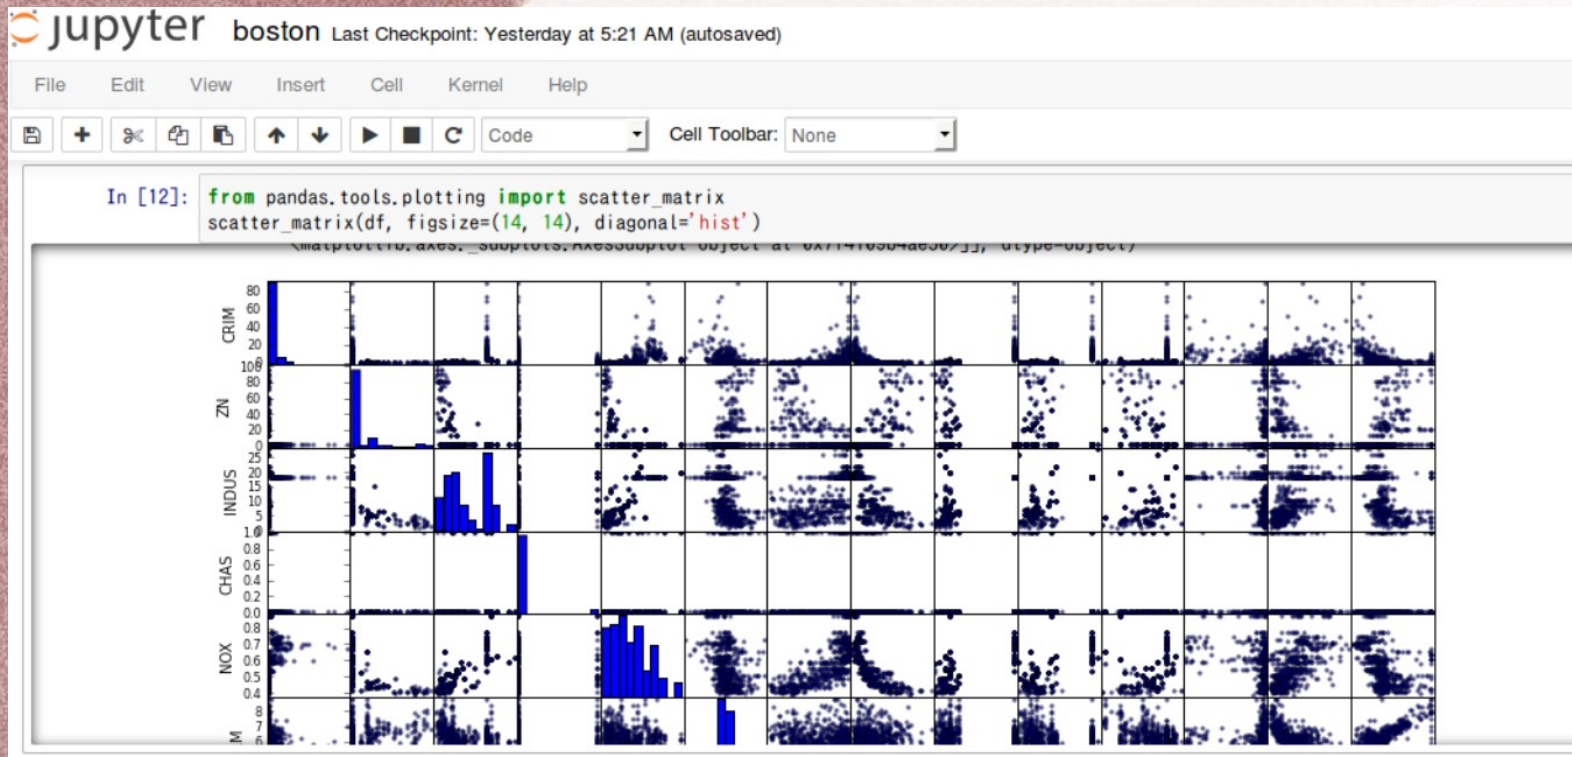 jupyter boston Last Checkpoint: Yesterday at 5:21 AM (autosaved)
File Edit View Insert Cell Kernel Help
Code Cell Toolbar: None
In [12]: from pandas.tools.plotting import scatter_matrix
scatter_matrix(df, figsize=(14, 14), diagonal='hist')
CRIM
80
60
40
20
ZN
100
80
60
40
20
0
INDUS
25
20
15
10
5
CHAS
0.8
0.6
0.4
0.2
0.0
NOX
0.8
0.7
0.6
0.5
0.4
8
7
6